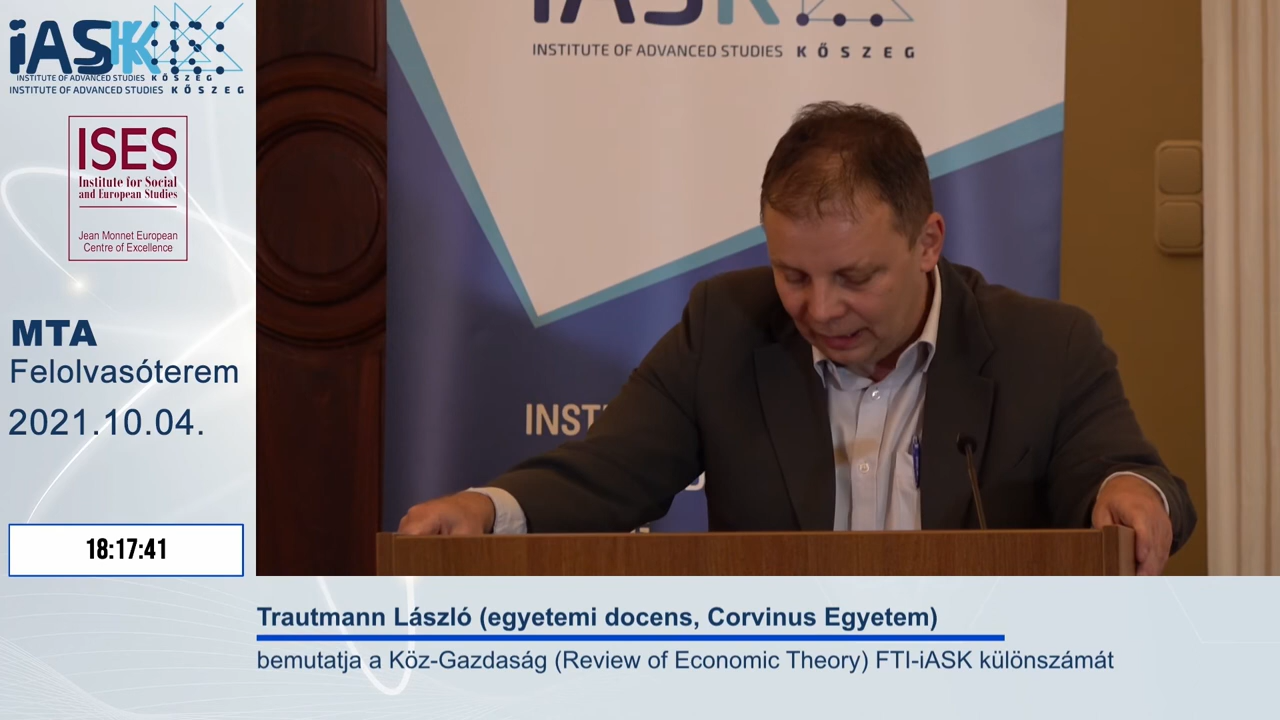 iASK
INSTITUTE OF ADVANCED STUDIES KŐSZEG
INSTITUTE OF ADVANCED STUDIES KŐSZEG
ISES
Institute for Social
and European Studies
Jean Monnet European
Centre of Excellence
MTA
Felolvasóterem
2021.10.04.
18:17:41
iASK
INSTITUTE OF ADVANCED STUDIES KŐSZEG
INST
Trautmann László (egyetemi docens, Corvinus Egyetem)
bemutatja a Köz-Gazdaság (Review of Economic Theory) FTI-iASK különszámát